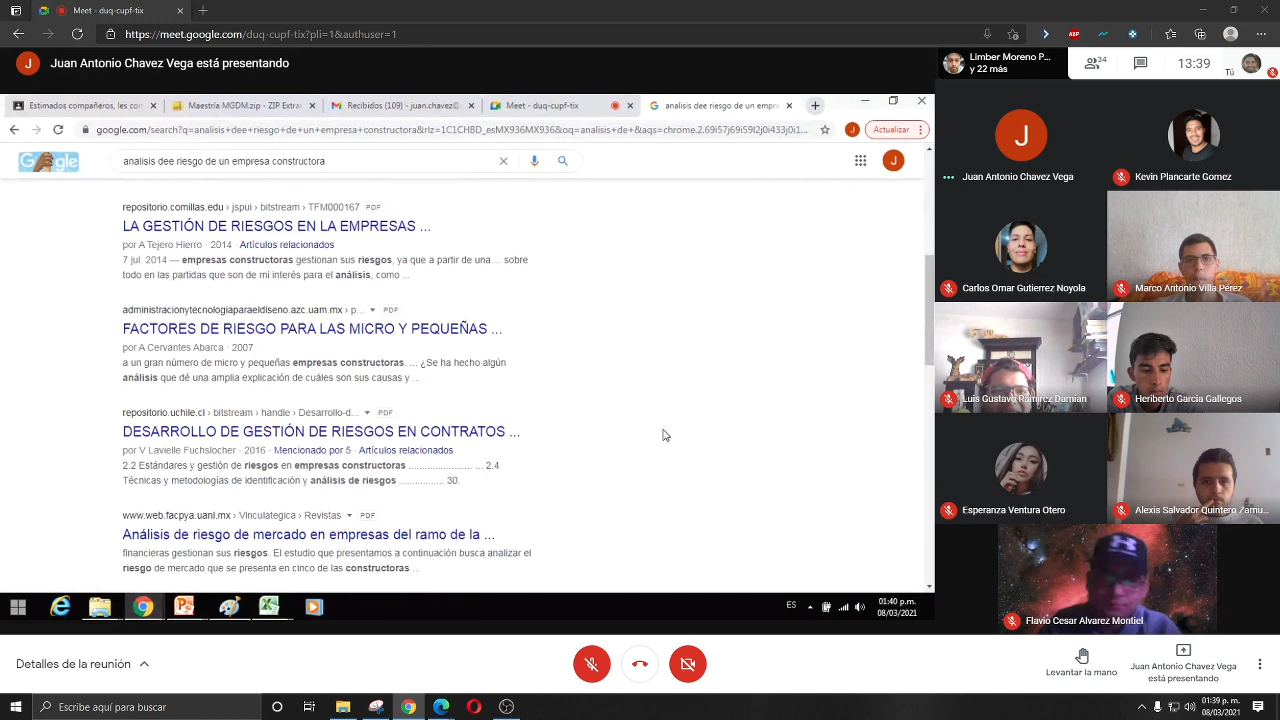 Meet - duq-cupf-tix
https://meet.google.com/duq-cupf-tix?pli=1&authuser=1
ABP
J
Juan Antonio Chavez Vega está presentando
Estimados compañeros, les com
Maestría MGDM.zip - ZIP Extra
Recibidos (109) - juan.chavez@
Meet - duq-cupf-tix
analisis dee riesgo de un empre
google.com/search?q=analisis+dee+riesgo+de+un+empresa+constructora&rlz=1C1CHBD_esMX936MX936&oq=analisis+de+&aqs=chrome.2.69i57j69i59l2j0i433j0i1...
J
Actualizar
Google
analisis dee riesgo de un empresa constructora
J
repositorio.comillas.edu › jspui › bitstream › TFM000167 PDF
LA GESTIÓN DE RIESGOS EN LA EMPRESAS ...
por A Tejero Hierro · 2014 · Artículos relacionados
7 jul. 2014 — empresas constructoras gestionan sus riesgos, ya que a partir de una ... sobre
todo en las partidas que son de mi interés para el análisis, como ...
administracionytecnologiaparaeldiseno.azc.uam.mx › p... PDF
FACTORES DE RIESGO PARA LAS MICRO Y PEQUEÑAS ...
por A Cervantes Abarca · 2007
a un gran número de micro y pequeñas empresas constructoras. ... ¿Se ha hecho algún
análisis que dé una amplia explicación de cuáles son sus causas y ...
repositorio.uchile.cl › bitstream › handle › Desarrollo-d... PDF
DESARROLLO DE GESTIÓN DE RIESGOS EN CONTRATOS ...
por V Lavielle Fuchslocher · 2016 · Mencionado por 5 · Artículos relacionados
2.2 Estándares y gestión de riesgos en empresas constructoras ........................ ... 2.4
Técnicas y metodologías de identificación y análisis de riesgos ................. 30.
www.web.facpya.uanl.mx › Vinculategica › Revistas PDF
Análisis de riesgo de mercado en empresas del ramo de la ...
financieras gestionan sus riesgos. El estudio que presentamos a continuación busca analizar el
riesgo de mercado que se presenta en cinco de las constructoras ...
ES
01:40 p.m.
08/03/2021
Limber Moreno P...
y 22 más
34
13:39
Tú
J
Juan Antonio Chavez Vega
Kevin Plancarte Gomez
Carlos Omar Gutierrez Noyola
Marco Antonio Villa Pérez
Luis Gustavo Ramirez Damian
Heriberto Garcia Gallegos
Esperanza Ventura Otero
Alexis Salvador Quintero Zamu...
Flavio Cesar Alvarez Montiel
Detalles de la reunión
Levantar la mano
Juan Antonio Chavez Vega
está presentando
Escribe aquí para buscar
01:39 p. m.
08/03/2021